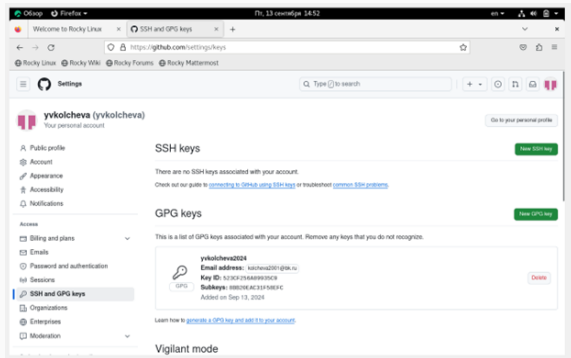 Обзор Firefox Пт, 13 сентября 14:52 en
Welcome to Rocky Linux × SSH and GPG keys × +
https://github.com/settings/keys
Rocky Linux Rocky Wiki Rocky Forums Rocky Mattermost
Settings Type / to search
yvkolcheva (yvkolcheva)
Your personal account
Go to your personal profile
Public profile
Account
Appearance
Accessibility
Notifications
Access
Billing and plans
Emails
Password and authentication
Sessions
SSH and GPG keys
Organizations
Enterprises
Moderation
SSH keys New SSH key
There are no SSH keys associated with your account.
Check out our guide to connecting to GitHub using SSH keys or troubleshoot common SSH problems.
GPG keys New GPG key
This is a list of GPG keys associated with your account. Remove any keys that you do not recognize.
GPG
yvkolcheva2024
Email address: kolcheva2001@bk.ru
Key ID:
Subkeys:
Added on Sep 13, 2024
Delete
Learn how to generate a GPG key and add it to your account.
Vigilant mode